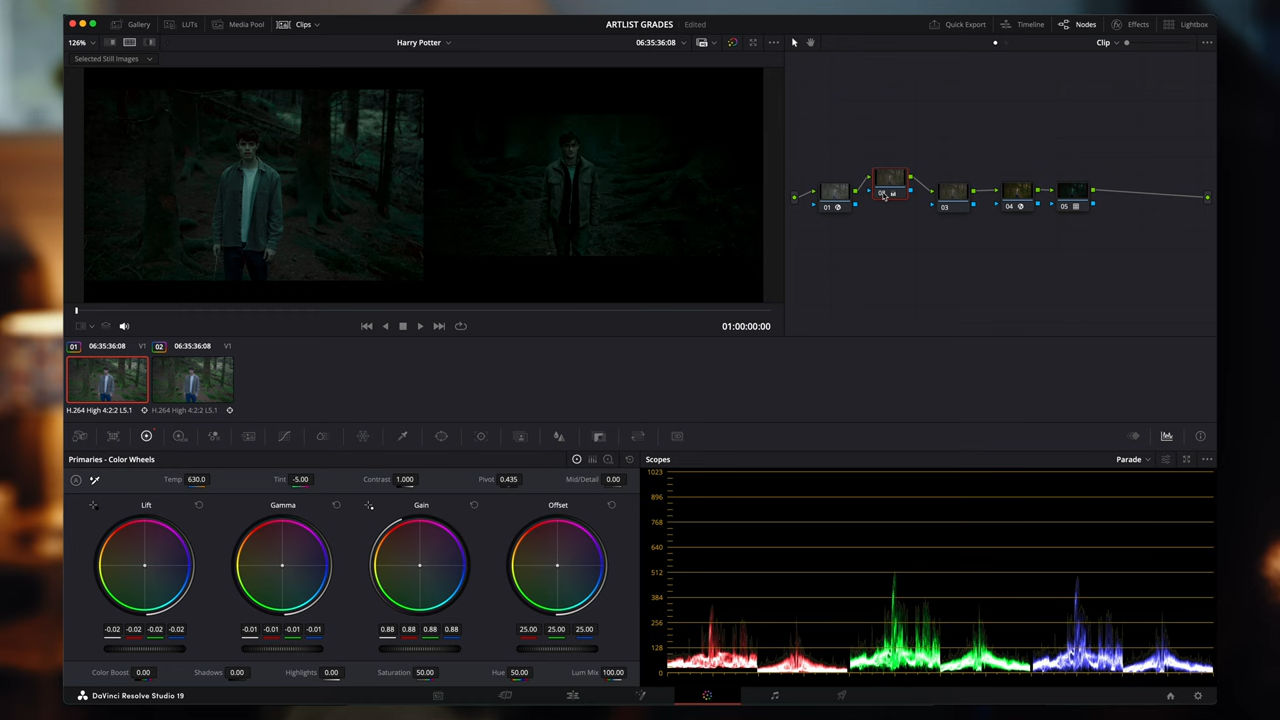 Gallery LUTs Media Pool Clips ARTLIST GRADES Edited Quick Export Timeline Nodes Effects Lightbox
126% Harry Potter 06:35:36:08 Clip
Selected Still Images
01 03 04 05
01:00:00:00
01 06:35:36:08 V1 02 06:35:36:08 V1
H.264 High 4:2:2 L5.1 H.264 High 4:2:2 L5.1
Primaries - Color Wheels Scopes Parade
Temp 630.0 Tint -5.00 Contrast 1.000 Pivot 0.435 Mid/Detail 0.00
Lift Gamma Gain Offset
-0.02 -0.02 -0.02 -0.02 -0.01 -0.01 -0.01 -0.01 0.88 0.88 0.88 0.88 25.00 25.00 25.00
Color Boost 0.00 Shadows 0.00 Highlights 0.00 Saturation 50.00 Hue 50.00 Lum Mix 100.00
1023
896
768
640
512
384
256
128
0
DaVinci Resolve Studio 19